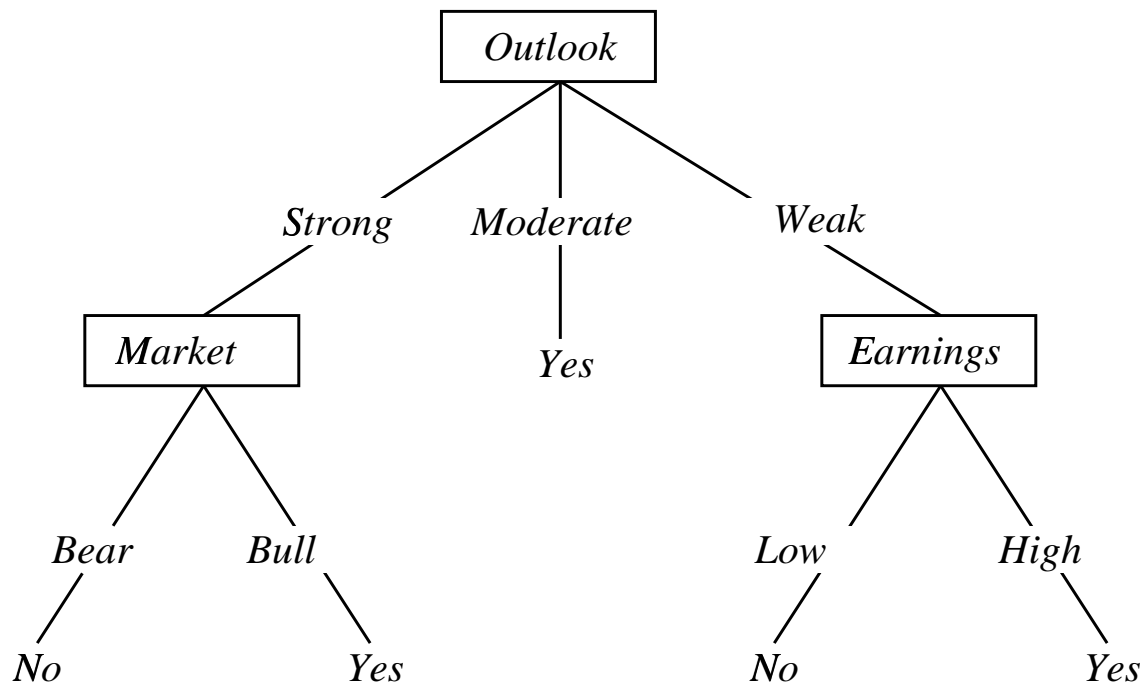 Outlook
Strong Moderate Weak
Market Yes Earnings
Bear Bull Low High
No Yes No Yes